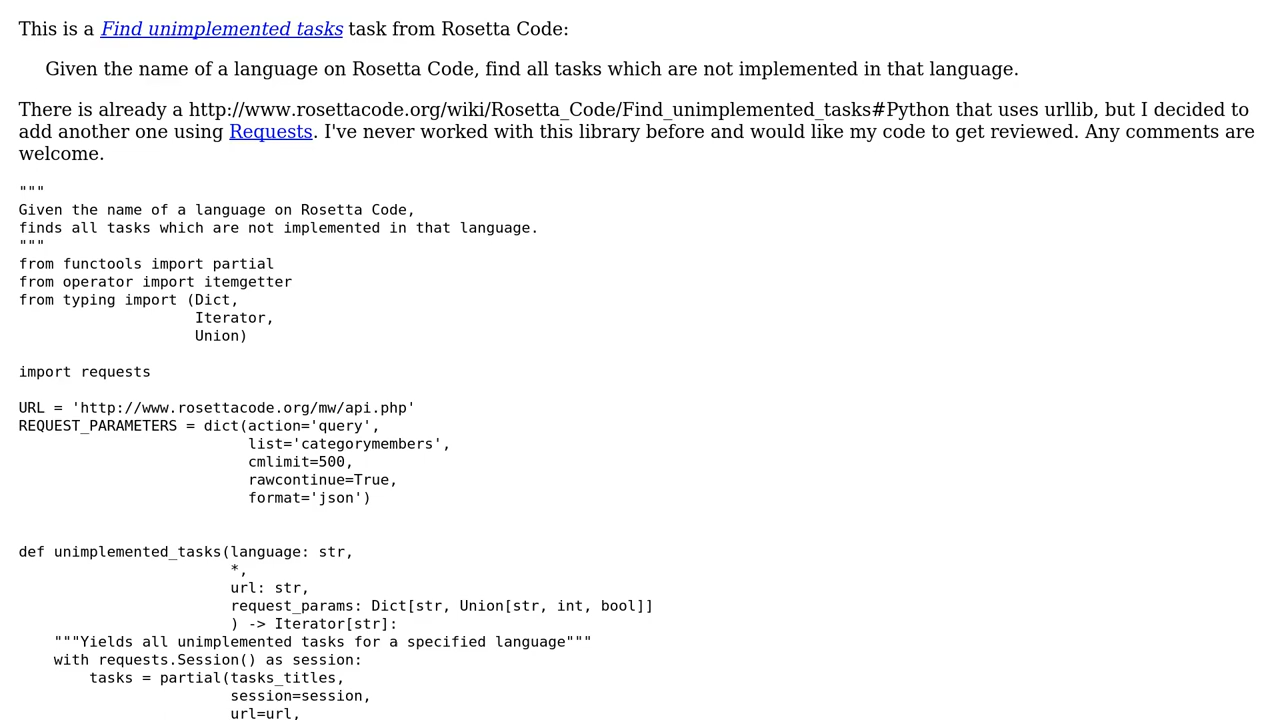 This is a Find unimplemented tasks task from Rosetta Code:
Given the name of a language on Rosetta Code, find all tasks which are not implemented in that language.
There is already a http://www.rosettacode.org/wiki/Rosetta_Code/Find_unimplemented_tasks#Python that uses urllib, but I decided to
add another one using Requests. I've never worked with this library before and would like my code to get reviewed. Any comments are
welcome.
"""
Given the name of a language on Rosetta Code,
finds all tasks which are not implemented in that language.
"""
from functools import partial
from operator import itemgetter
from typing import (Dict,
                    Iterator,
                    Union)
import requests
URL = 'http://www.rosettacode.org/mw/api.php'
REQUEST_PARAMETERS = dict(action='query',
                          list='categorymembers',
                          cmlimit=500,
                          rawcontinue=True,
                          format='json')
def unimplemented_tasks(language: str,
                        *,
                        url: str,
                        request_params: Dict[str, Union[str, int, bool]]
                        ) -> Iterator[str]:
    """Yields all unimplemented tasks for a specified language"""
    with requests.Session() as session:
        tasks = partial(tasks_titles,
                        session=session,
                        url=url,